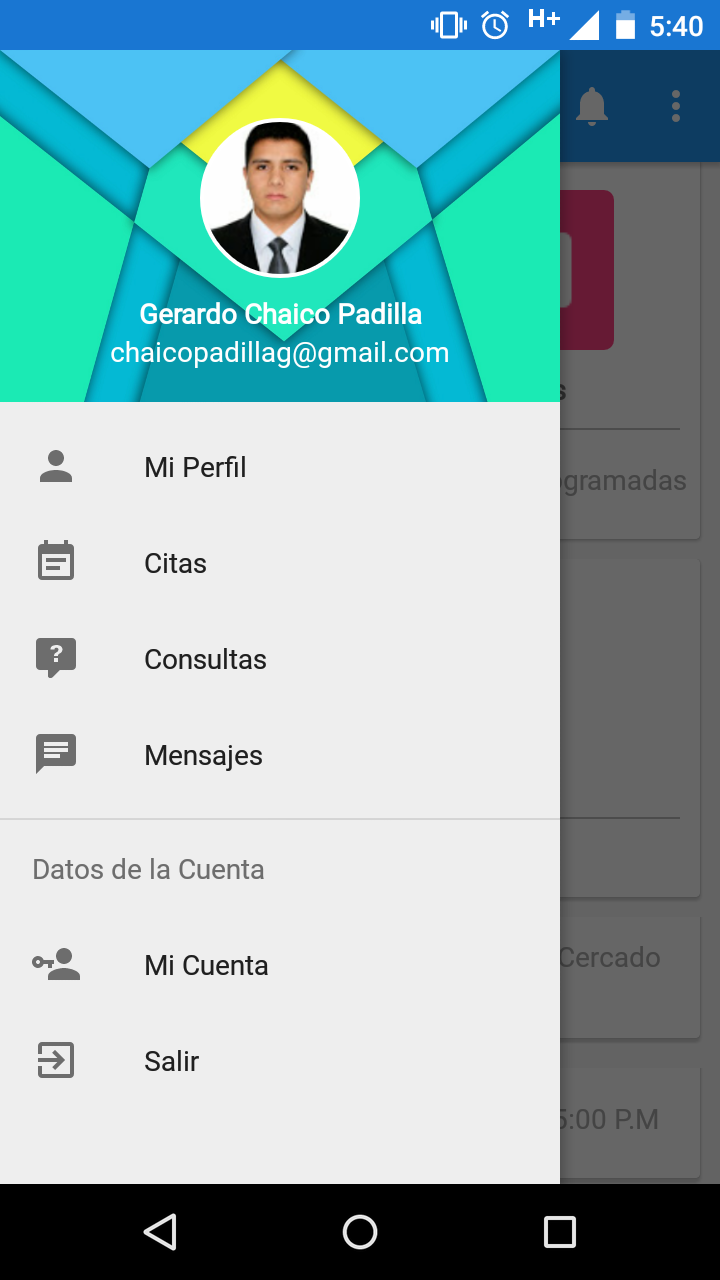 H+ 5:40
Gerardo Chaico Padilla
chaicopadillag@gmail.com
Mi Perfil
Citas
Consultas
Mensajes
Datos de la Cuenta
Mi Cuenta
Salir
s
ogramadas
Cercado
5:00 P.M